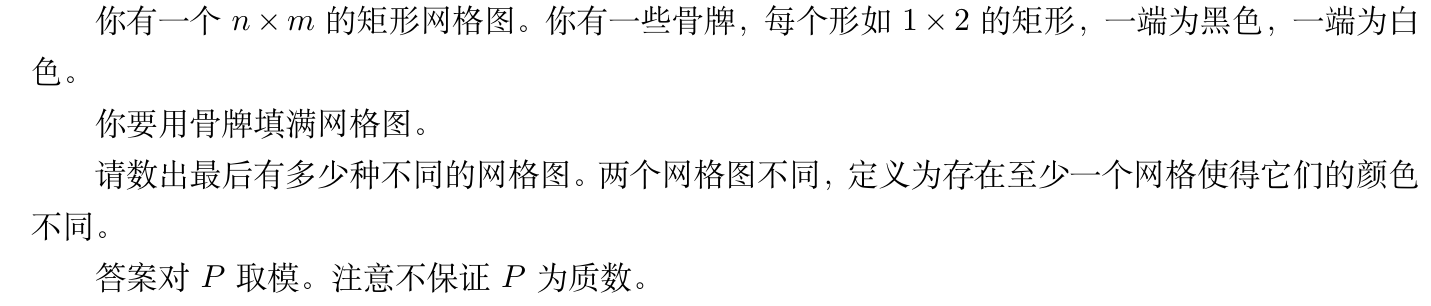 你有一个 n × m 的矩形网格图。你有一些骨牌，每个形如 1 × 2 的矩形，一端为黑色，一端为白
色。
你要用骨牌填满网格图。
请数出最后有多少种不同的网格图。两个网格图不同，定义为存在至少一个网格使得它们的颜色
不同。
答案对 P 取模。注意不保证 P 为质数。